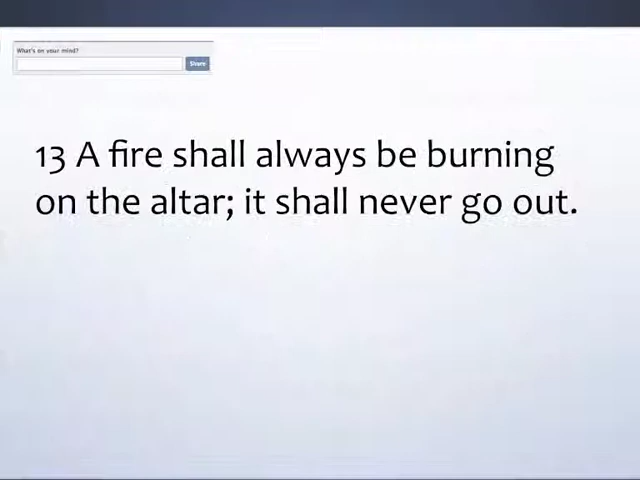 What's on your mind?
Share
13 A fire shall always be burning
on the altar; it shall never go out.